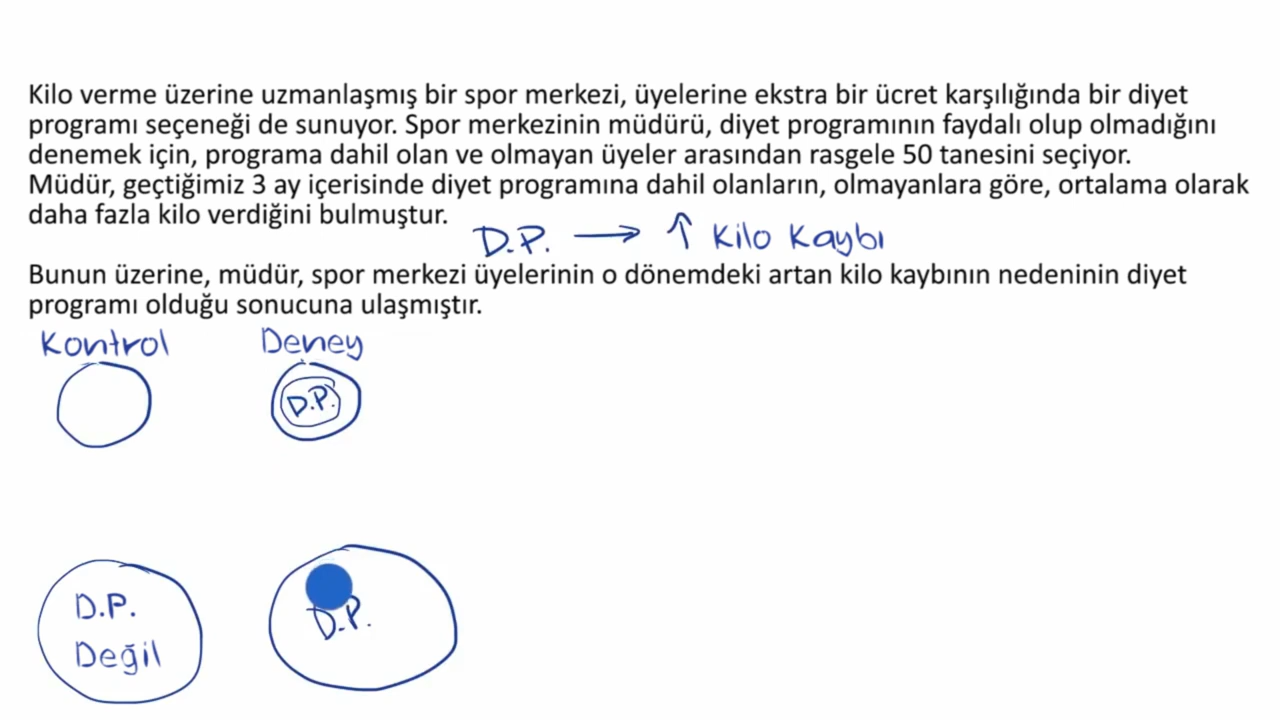 Kilo verme üzerine uzmanlaşmış bir spor merkezi, üyelerine ekstra bir ücret karşılığında bir diyet
programı seçeneği de sunuyor. Spor merkezinin müdürü, diyet programının faydalı olup olmadığını
denemek için, programa dahil olan ve olmayan üyeler arasından rasgele 50 tanesini seçiyor.
Müdür, geçtiğimiz 3 ay içerisinde diyet programına dahil olanların, olmayanlara göre, ortalama olarak
daha fazla kilo verdiğini bulmuştur.
D.P. → ↑ Kilo Kaybı
Bunun üzerine, müdür, spor merkezi üyelerinin o dönemdeki artan kilo kaybının nedeninin diyet
programı olduğu sonucuna ulaşmıştır.
Kontrol Deney
D.P.
D.P.
Değil
D.P.